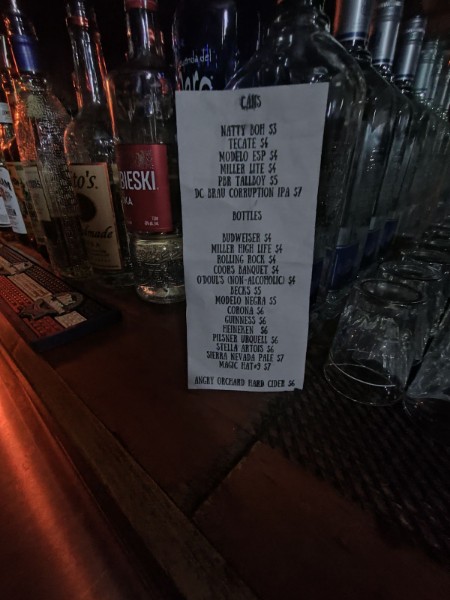 CANS
NATTY BOH $3
TECATE $4
MODELO ESP $4
MILLER LITE $4
PBR TALLBOY $5
DC BRAU CORRUPTION IPA $7
BOTTLES
BUDWEISER $4
MILLER HIGH LIFE $4
ROLLING ROCK $4
COORS BANQUET $4
O'DOUL'S (NON-ALCOHOLIC) $4
BECKS $5
MODELO NEGRA $5
CORONA $6
GUINNESS $6
HEINEKEN $6
PILSNER URQUELL $6
STELLA ARTOIS $6
SIERRA NEVADA PALE $7
MAGIC HAT#9 $7
ANGRY ORCHARD HARD CIDER $6
to's.
BIESKI
KA